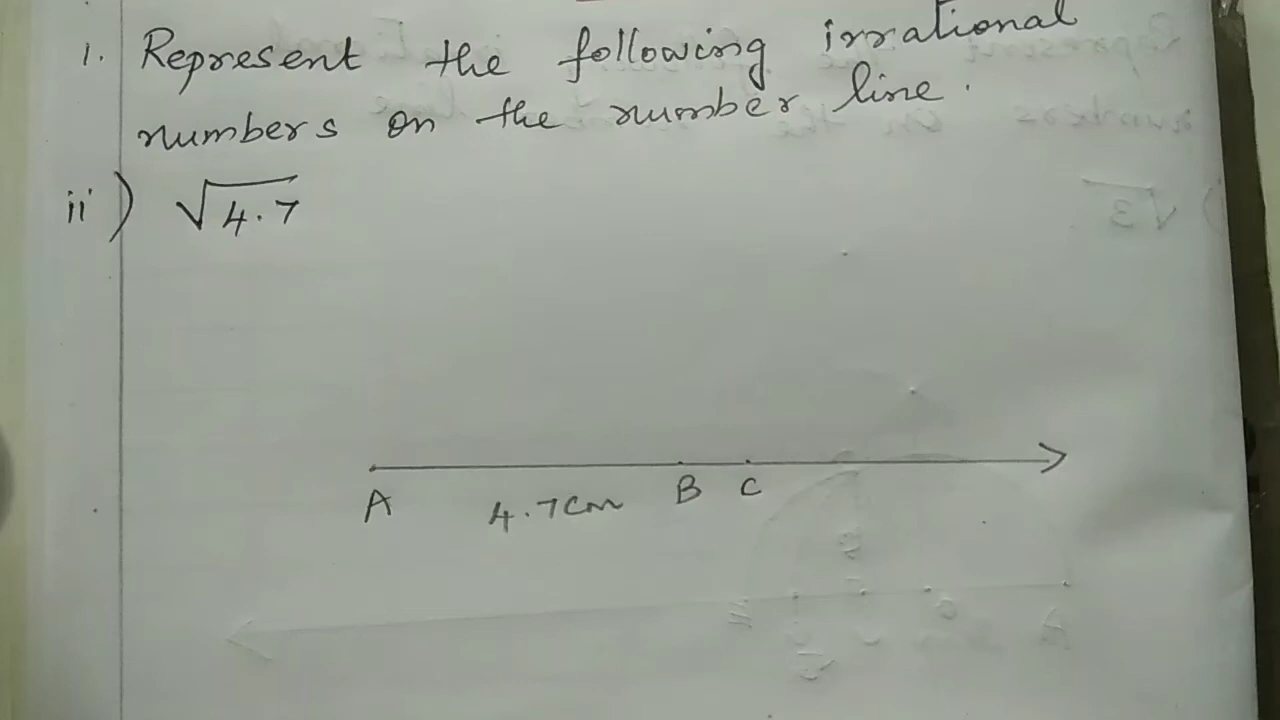 1. Represent the following irrational
numbers on the number line.
ii) √4.7
A 4.7cm B C